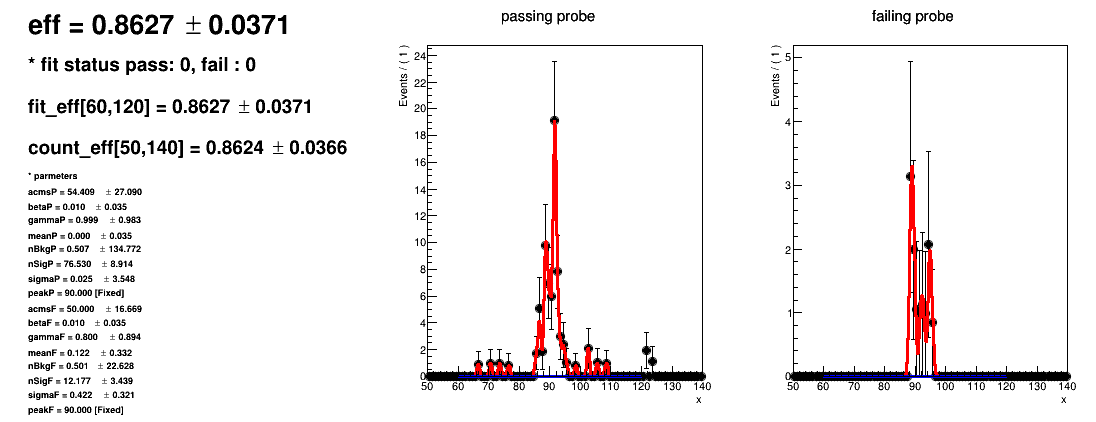 eff = 0.8627 ± 0.0371
* fit status pass: 0, fail : 0
fit_eff[60,120] = 0.8627 ± 0.0371
count_eff[50,140] = 0.8624 ± 0.0366
* parmeters
acmsP = 54.409 ± 27.090
betaP = 0.010 ± 0.035
gammaP = 0.999 ± 0.983
meanP = 0.000 ± 0.035
nBkgP = 0.507 ± 134.772
nSigP = 76.530 ± 8.914
sigmaP = 0.025 ± 3.548
peakP = 90.000 [Fixed]
acmsF = 50.000 ± 16.669
betaF = 0.010 ± 0.035
gammaF = 0.800 ± 0.894
meanF = 0.122 ± 0.332
nBkgF = 0.501 ± 22.628
nSigF = 12.177 ± 3.439
sigmaF = 0.422 ± 0.321
peakF = 90.000 [Fixed]
passing probe
Events / ( 1 )
24
22
20
18
16
14
12
10
8
6
4
2
0
50 60 70 80 90 100 110 120 130 140
x
failing probe
Events / ( 1 )
5
4
3
2
1
0
50 60 70 80 90 100 110 120 130 140
x